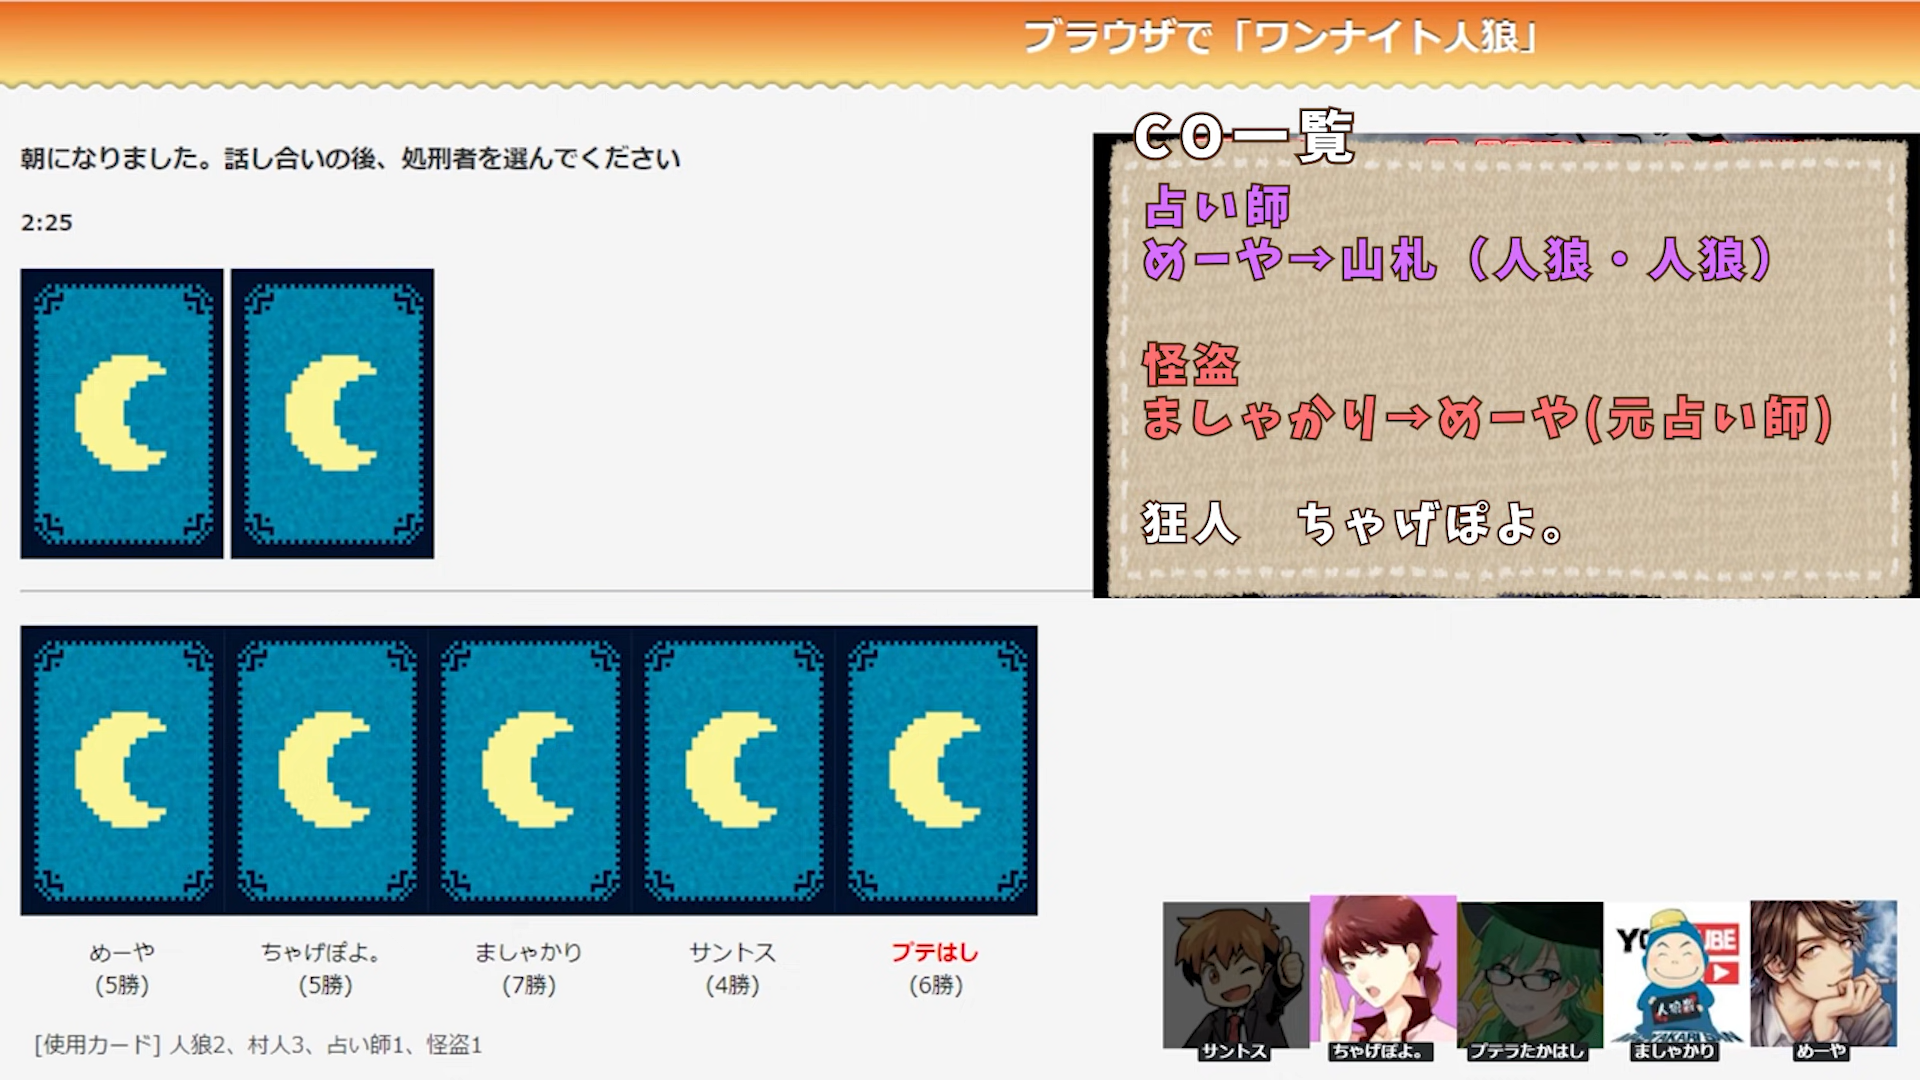 ブラウザで「ワンナイト人狼」
朝になりました。話し合いの後、処刑者を選んでください
2:25
CO一覧
占い師
めーや→山札（人狼・人狼）
怪盗
ましゃかり→めーや(元占い師)
狂人　ちゃげぽよ。
めーや
(5勝)
ちゃげぽよ。
(5勝)
ましゃかり
(7勝)
サントス
(4勝)
プテはし
(6勝)
[使用カード] 人狼2、村人3、占い師1、怪盗1
サントス
ちゃげぽよ。
プテラたかはし
ましゃかり
めーや